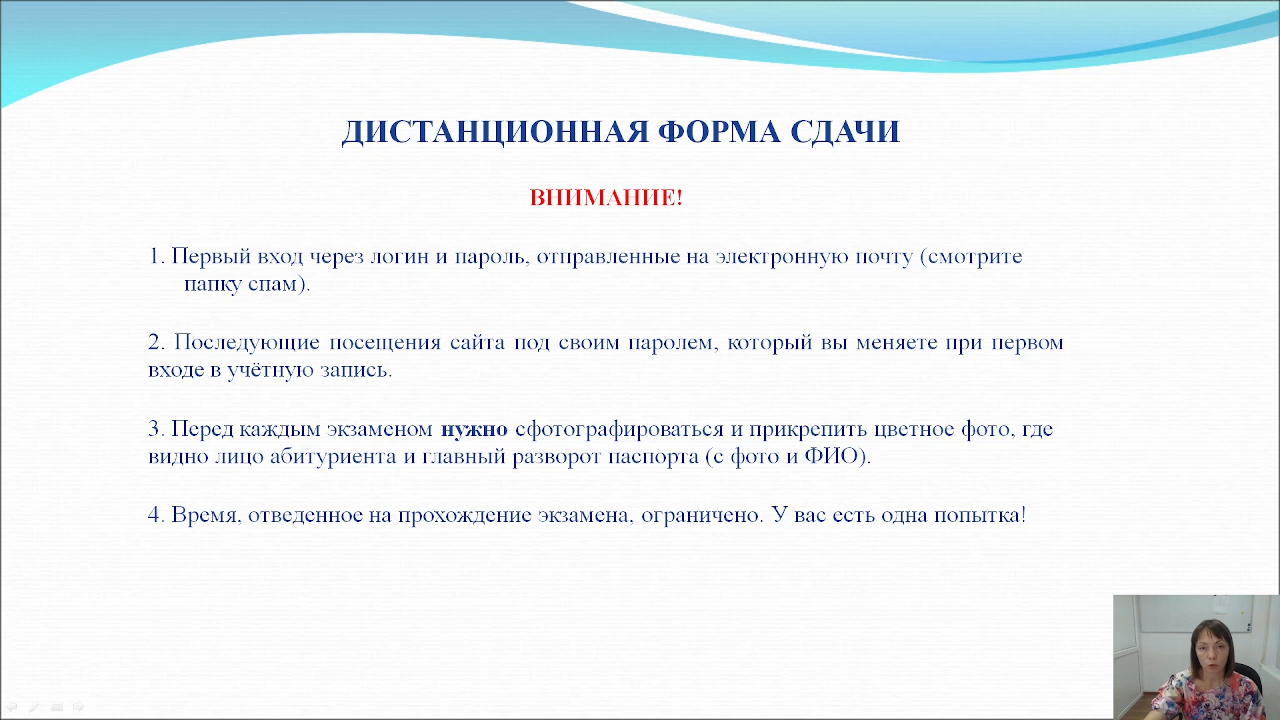 ДИСТАНЦИОННАЯ ФОРМА СДАЧИ
ВНИМАНИЕ!
1. Первый вход через логин и пароль, отправленные на электронную почту (смотрите
папку спам).
2. Последующие посещения сайта под своим паролем, который вы меняете при первом
входе в учётную запись.
3. Перед каждым экзаменом нужно сфотографироваться и прикрепить цветное фото, где
видно лицо абитуриента и главный разворот паспорта (с фото и ФИО).
4. Время, отведенное на прохождение экзамена, ограничено. У вас есть одна попытка!